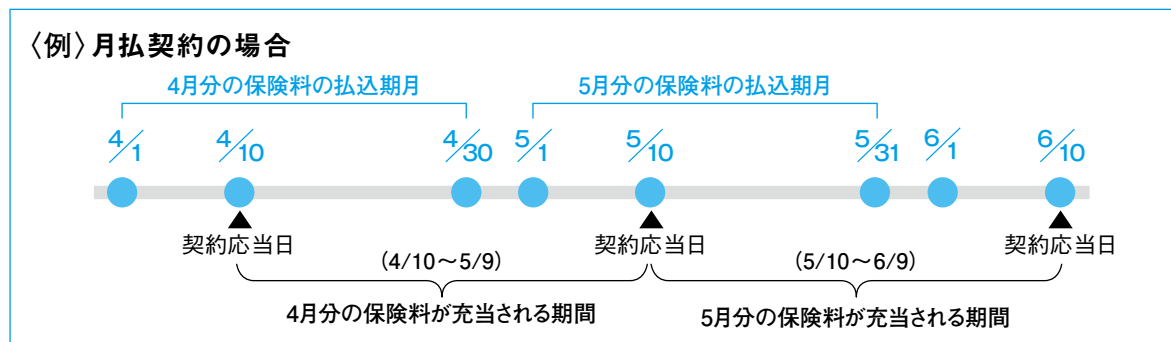 〈例〉月払契約の場合
4月分の保険料の払込期月 5月分の保険料の払込期月
4/1 4/10 4/30 5/1 5/10 5/31 6/1 6/10
契約応当日 契約応当日 契約応当日
(4/10～5/9) (5/10～6/9)
4月分の保険料が充当される期間 5月分の保険料が充当される期間